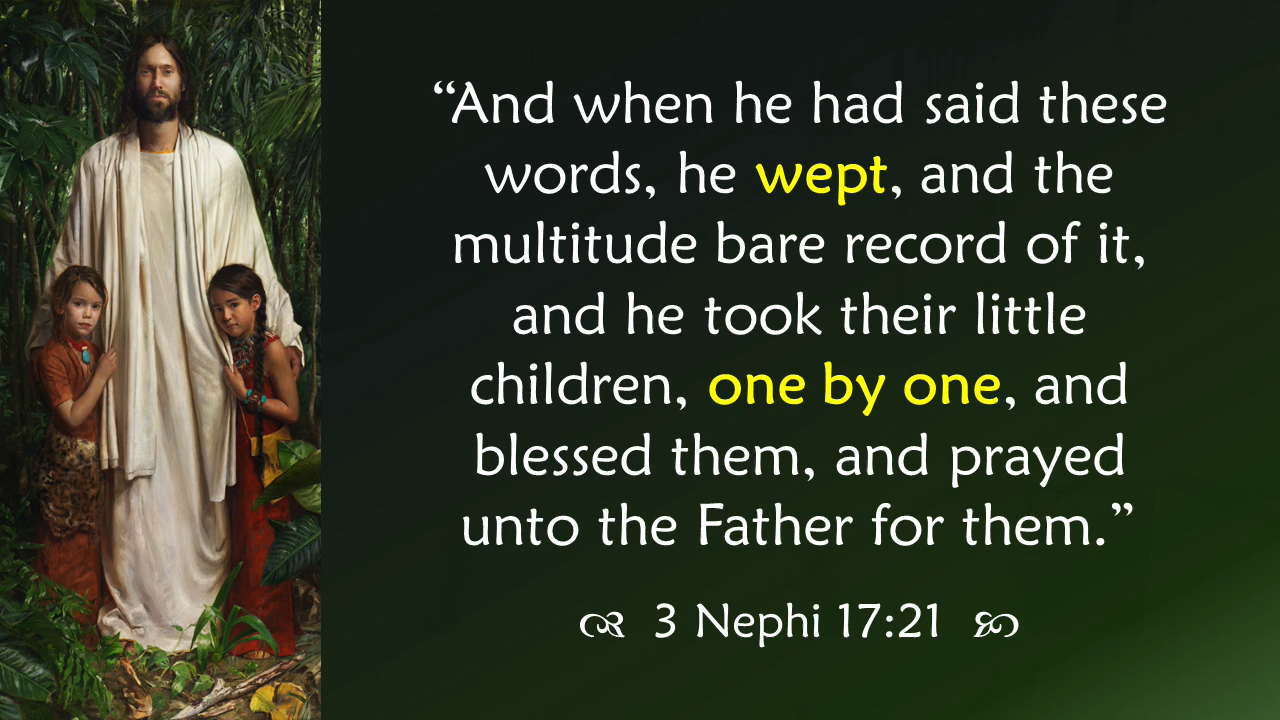 “And when he had said these
words, he wept, and the
multitude bare record of it,
and he took their little
children, one by one, and
blessed them, and prayed
unto the Father for them.”
3 Nephi 17:21